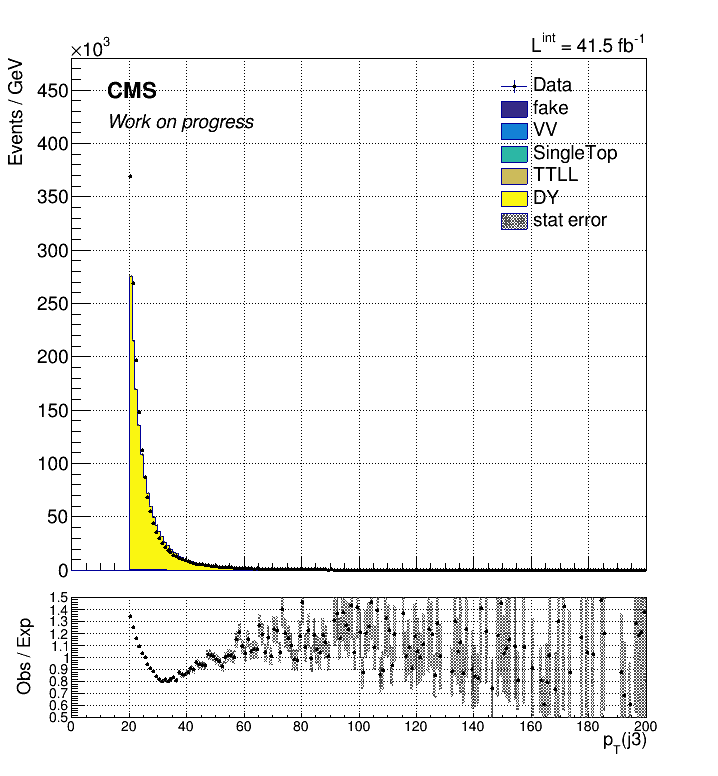 ×10³
L^int = 41.5 fb⁻¹
Events / GeV
CMS
Work on progress
Data
fake
VV
SingleTop
TTLL
DY
stat error
450
400
350
300
250
200
150
100
50
0
Obs / Exp
1.5
1.4
1.3
1.2
1.1
1
0.9
0.8
0.7
0.6
0.5
0 20 40 60 80 100 120 140 160 180 200
p_T(j3)